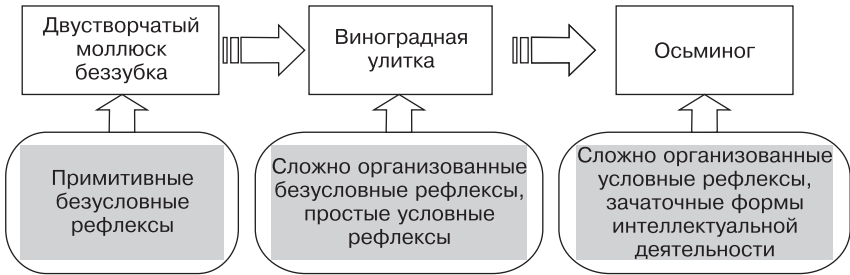 Двустворчатый
моллюск
беззубка
Виноградная
улитка
Осьминог
Примитивные
безусловные
рефлексы
Сложно организованные
безусловные рефлексы,
простые условные
рефлексы
Сложно организованные
условные рефлексы,
зачаточные формы
интеллектуальной
деятельности